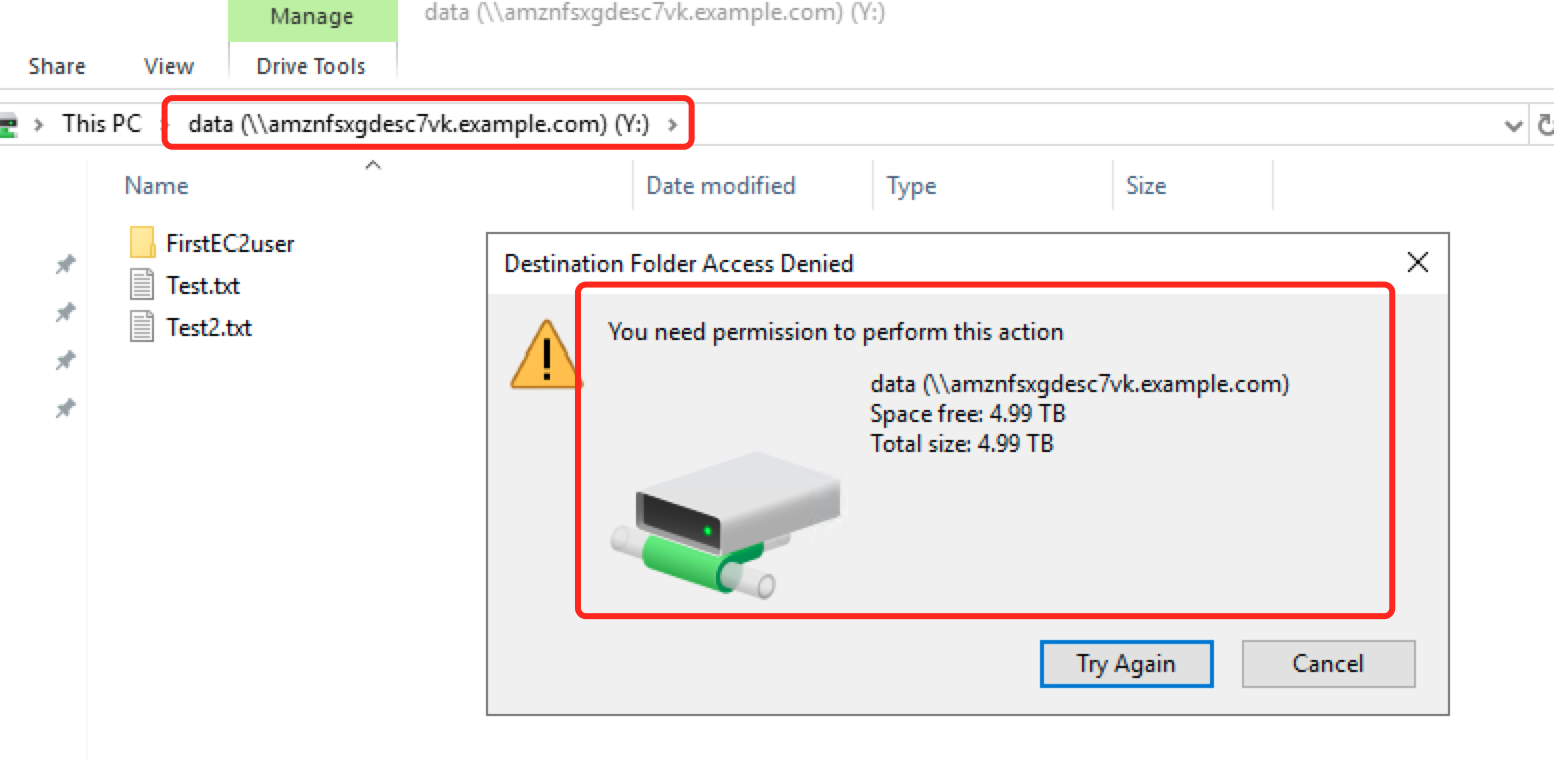 Manage
data (\\amznfsxgdesc7vk.example.com) (Y:)
Share View Drive Tools
This PC > data (\\amznfsxgdesc7vk.example.com) (Y:) >
Name Date modified Type Size
FirstEC2user
Test.txt
Test2.txt
Destination Folder Access Denied
You need permission to perform this action
data (\\amznfsxgdesc7vk.example.com)
Space free: 4.99 TB
Total size: 4.99 TB
Try Again Cancel